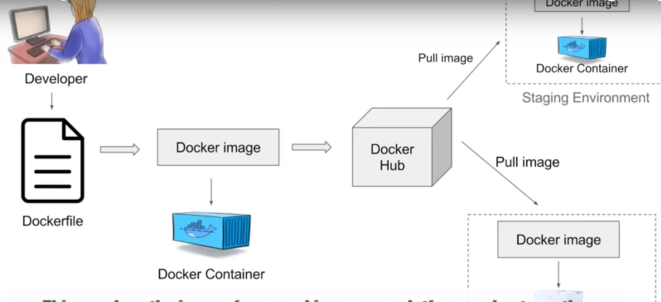 Docker image
Docker Container
Staging Environment
Pull image
Developer
Docker image
Docker
Hub
Pull image
Dockerfile
Docker Container
Docker image